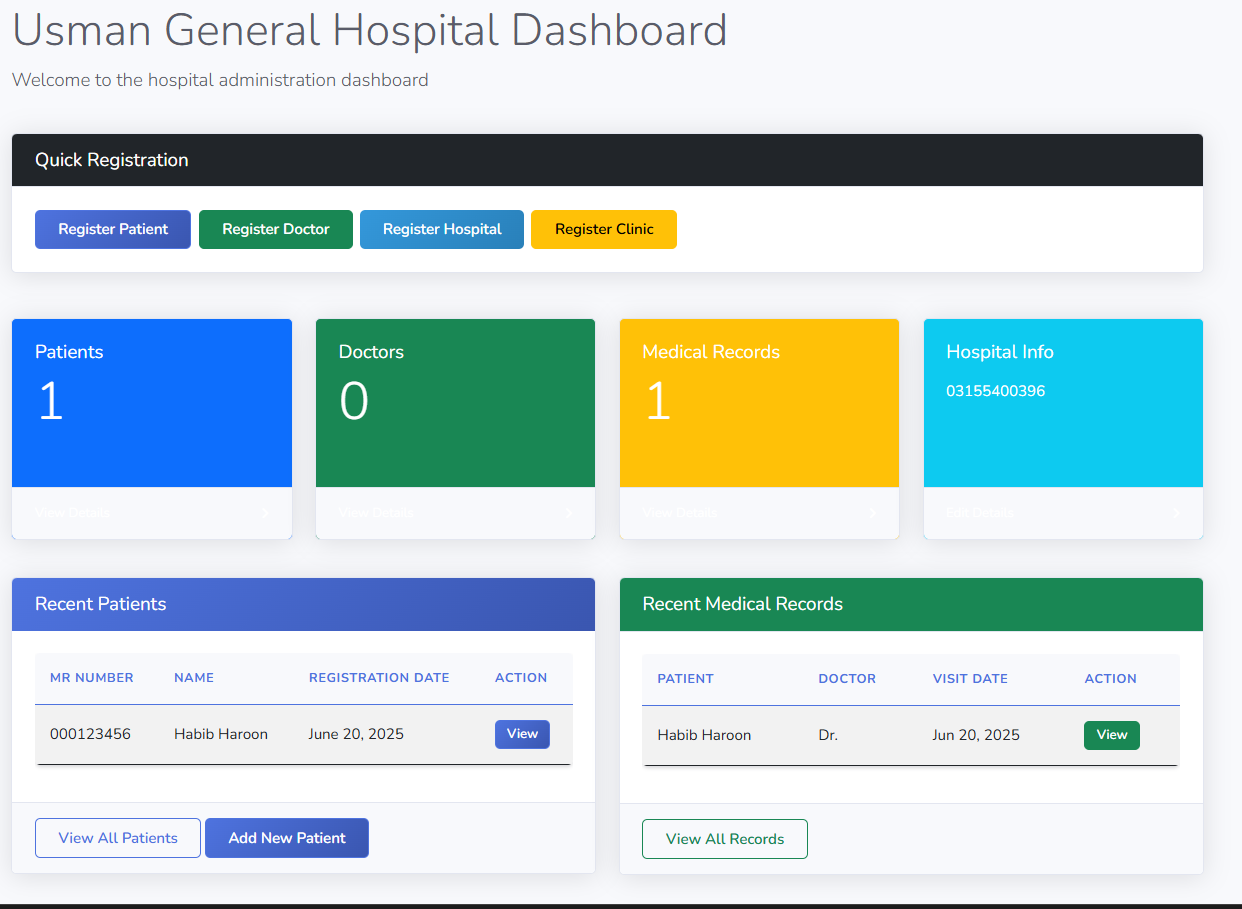 Usman General Hospital Dashboard
Welcome to the hospital administration dashboard
Quick Registration
Register Patient Register Doctor Register Hospital Register Clinic
Patients Doctors Medical Records Hospital Info
1 0 1 03155400396
View Details View Details View Details Edit Details
Recent Patients
MR NUMBER NAME REGISTRATION DATE ACTION
000123456 Habib Haroon June 20, 2025 View
View All Patients Add New Patient
Recent Medical Records
PATIENT DOCTOR VISIT DATE ACTION
Habib Haroon Dr. Jun 20, 2025 View
View All Records